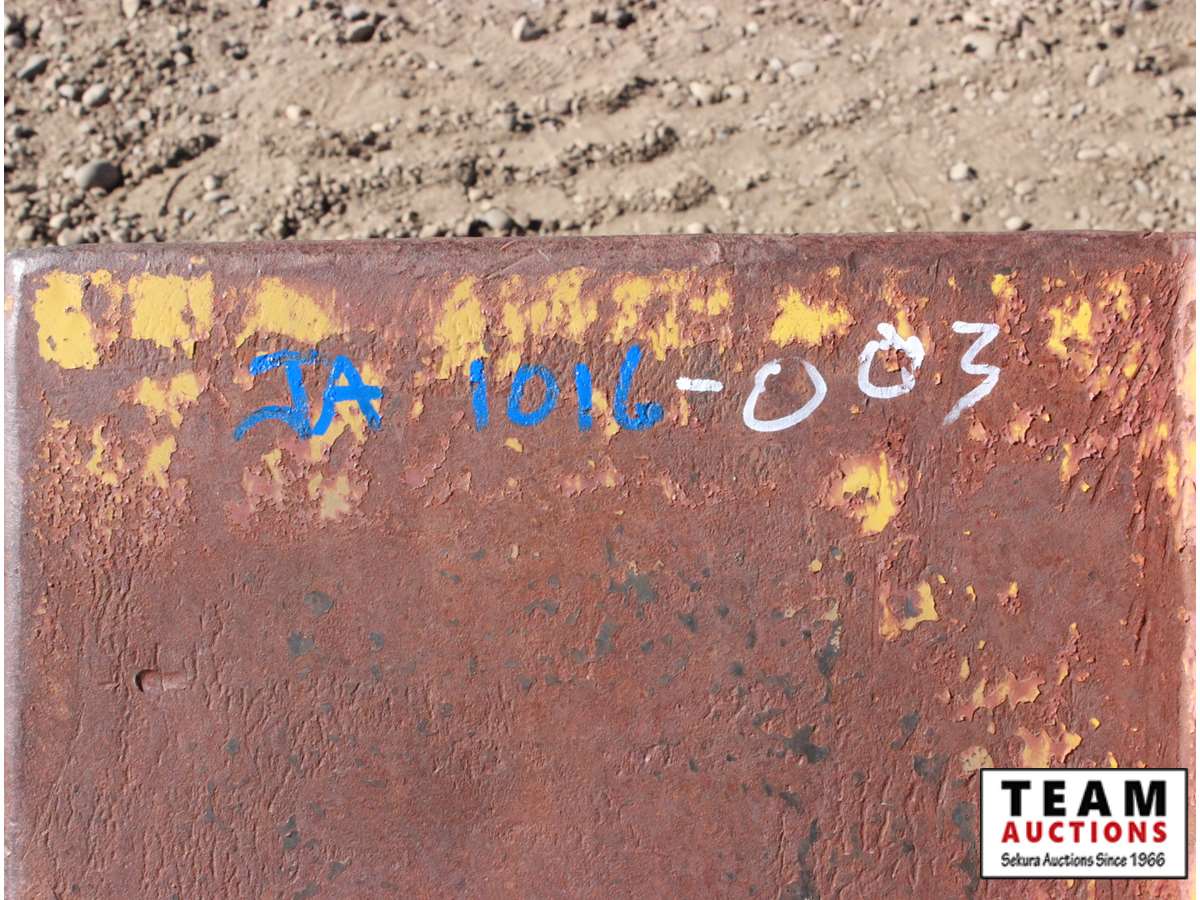 JA 1016-003
TEAM
AUCTIONS
Sekura Auctions Since 1966